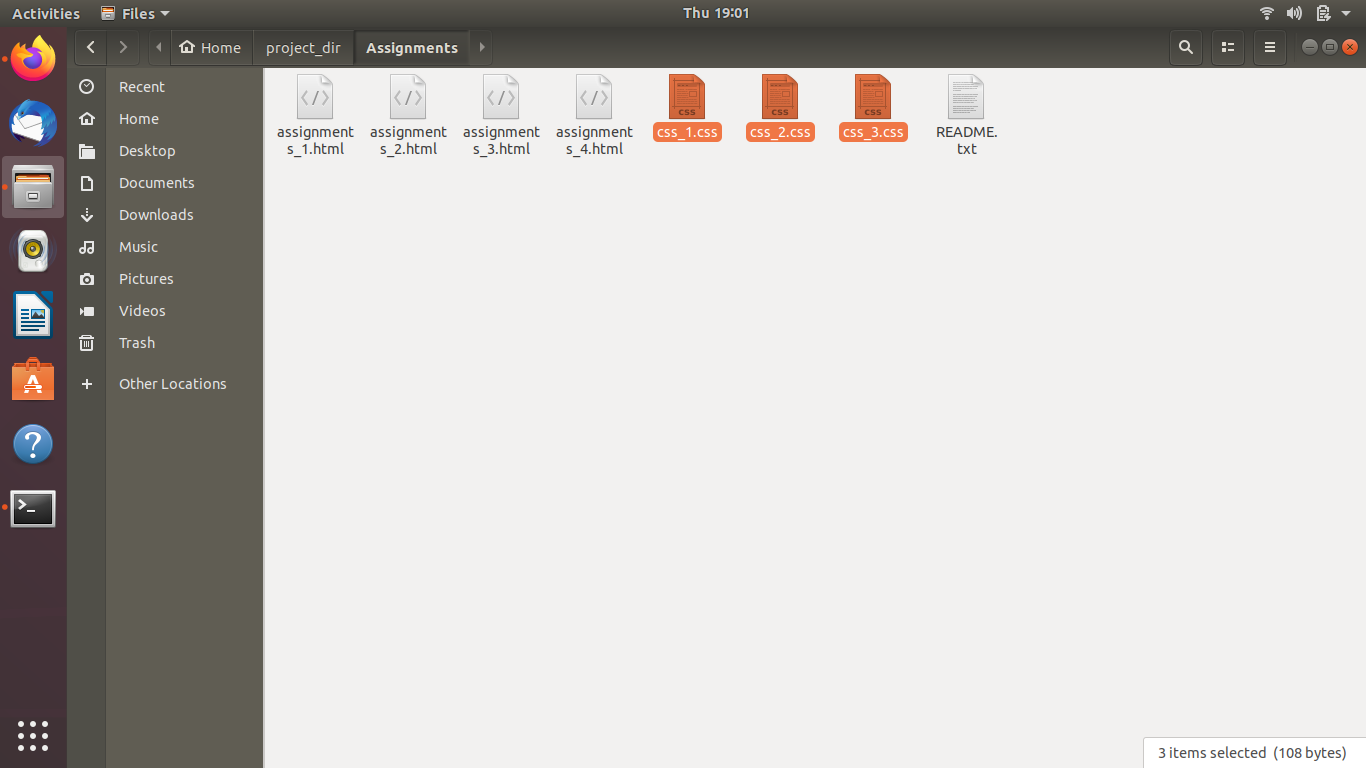 Activities Files Thu 19:01
Home project_dir Assignments
Recent
Home
Desktop
Documents
Downloads
Music
Pictures
Videos
Trash
Other Locations
assignment
s_1.html
assignment
s_2.html
assignment
s_3.html
assignment
s_4.html
css
css_1.css
css
css_2.css
css
css_3.css
README.
txt
3 items selected (108 bytes)